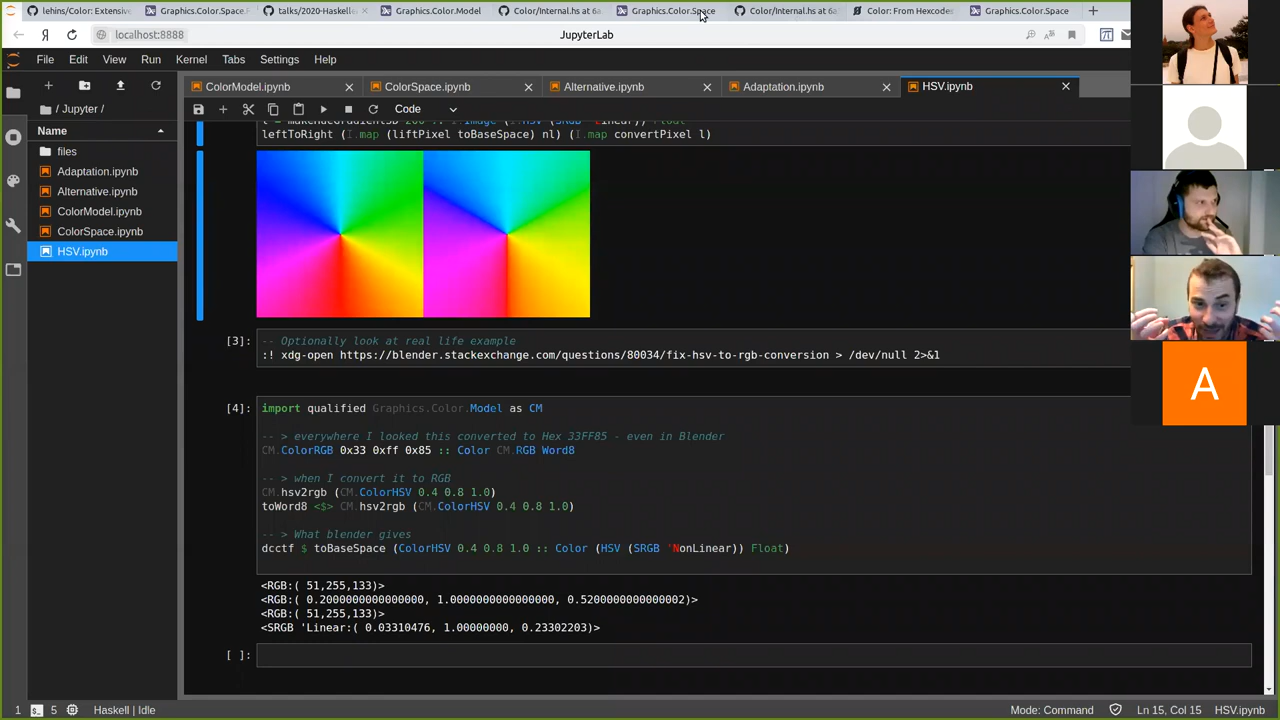 lehins/Color: Extensiv
Graphics.Color.Space.F
talks/2020-Haskelle
Graphics.Color.Model
Color/Internal.hs at 6a
Graphics.Color.Space
Color/Internal.hs at 6a
Color: From Hexcodes
Graphics.Color.Space
localhost:8888
JupyterLab
File Edit View Run Kernel Tabs Settings Help
ColorModel.ipynb
ColorSpace.ipynb
Alternative.ipynb
Adaptation.ipynb
HSV.ipynb
/ Jupyter /
Code
Name
files
Adaptation.ipynb
Alternative.ipynb
ColorModel.ipynb
ColorSpace.ipynb
HSV.ipynb
leftToRight (I.map (liftPixel toBaseSpace) nl) (I.map convertPixel l)
[3]:
-- Optionally look at real life example
:! xdg-open https://blender.stackexchange.com/questions/80034/fix-hsv-to-rgb-conversion > /dev/null 2>&1
[4]:
import qualified Graphics.Color.Model as CM
-- > everywhere I looked this converted to Hex 33FF85 - even in Blender
CM.ColorRGB 0x33 0xff 0x85 :: Color CM.RGB Word8
-- > when I convert it to RGB
CM.hsv2rgb (CM.ColorHSV 0.4 0.8 1.0)
toWord8 <$> CM.hsv2rgb (CM.ColorHSV 0.4 0.8 1.0)
-- > What blender gives
dcctf $ toBaseSpace (ColorHSV 0.4 0.8 1.0 :: Color (HSV (SRGB 'NonLinear)) Float)
<RGB:( 51,255,133)>
<RGB:( 0.2000000000000000, 1.0000000000000000, 0.5200000000000002)>
<RGB:( 51,255,133)>
<SRGB 'Linear:( 0.03310476, 1.00000000, 0.23302203)>
[ ]:
A
1
5
Haskell | Idle
Mode: Command
Ln 15, Col 15
HSV.ipynb